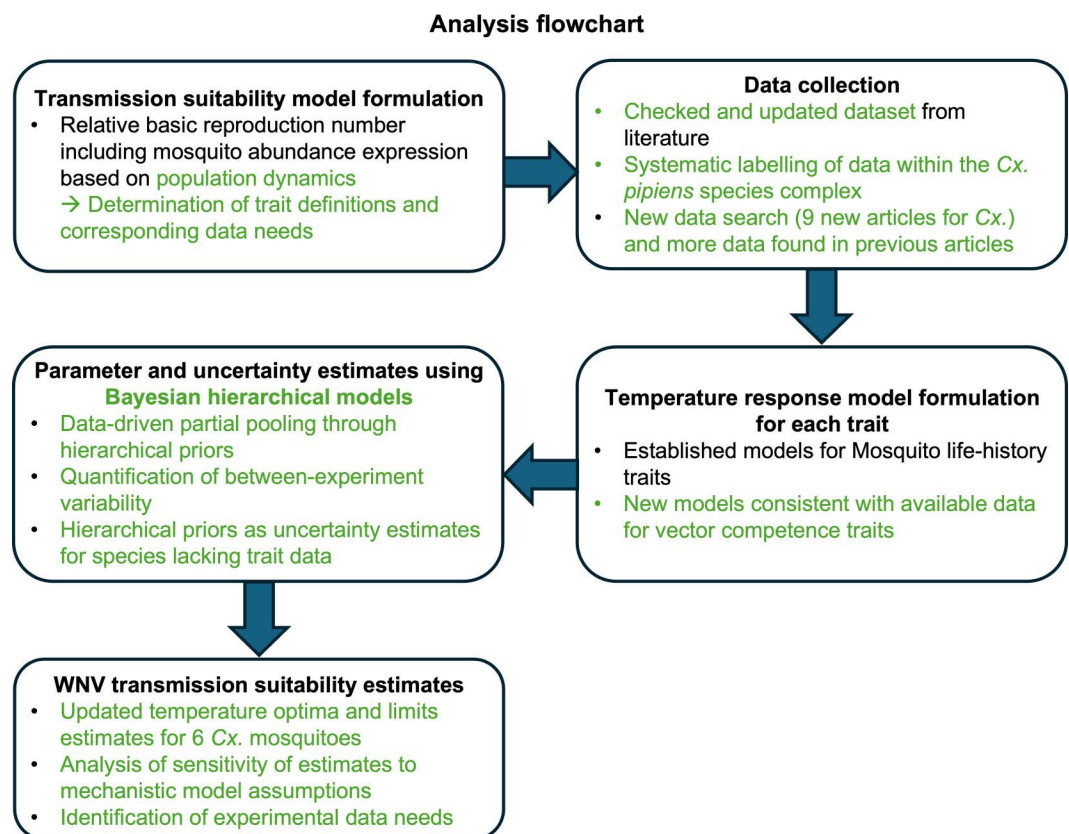 Analysis flowchart
Transmission suitability model formulation
• Relative basic reproduction number
including mosquito abundance expression
based on population dynamics
→ Determination of trait definitions and
corresponding data needs
Data collection
• Checked and updated dataset from
literature
• Systematic labelling of data within the Cx.
pipiens species complex
• New data search (9 new articles for Cx.)
and more data found in previous articles
Temperature response model formulation
for each trait
• Established models for Mosquito life-history
traits
• New models consistent with available data
for vector competence traits
Parameter and uncertainty estimates using
Bayesian hierarchical models
• Data-driven partial pooling through
hierarchical priors
• Quantification of between-experiment
variability
• Hierarchical priors as uncertainty estimates
for species lacking trait data
WNV transmission suitability estimates
• Updated temperature optima and limits
estimates for 6 Cx. mosquitoes
• Analysis of sensitivity of estimates to
mechanistic model assumptions
• Identification of experimental data needs